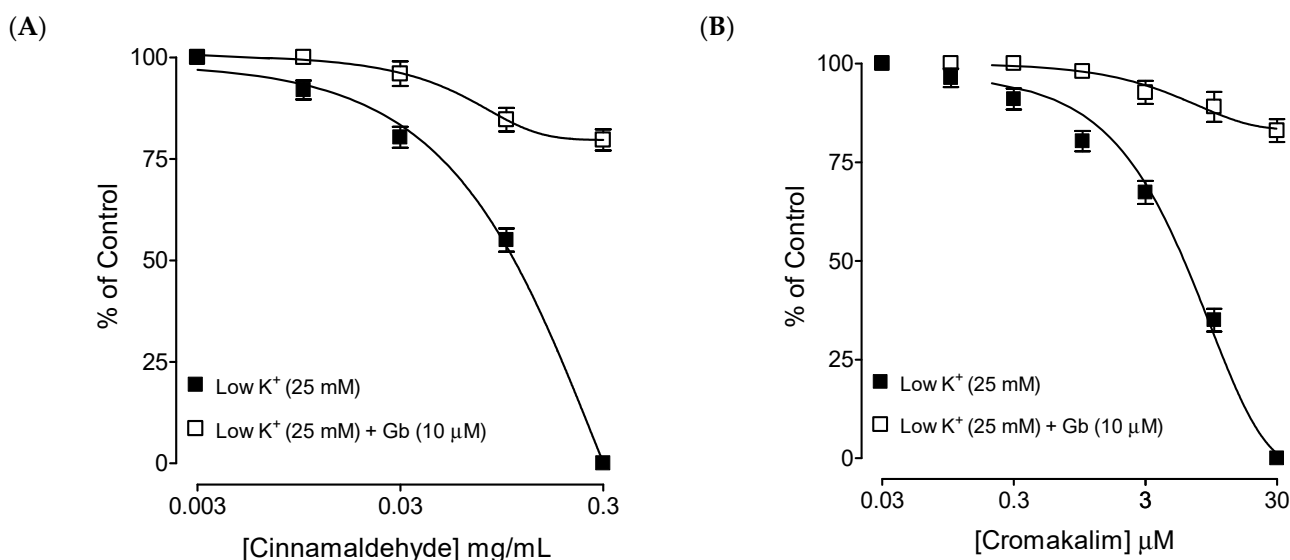 (A)
% of Control
100
75
50
25
0
Low K⁺ (25 mM)
Low K⁺ (25 mM) + Gb (10 μM)
0.003
0.03
0.3
[Cinnamaldehyde] mg/mL
(B)
% of Control
100
75
50
25
0
Low K⁺ (25 mM)
Low K⁺ (25 mM) + Gb (10 μM)
0.03
0.3
3
30
[Cromakalim] μM